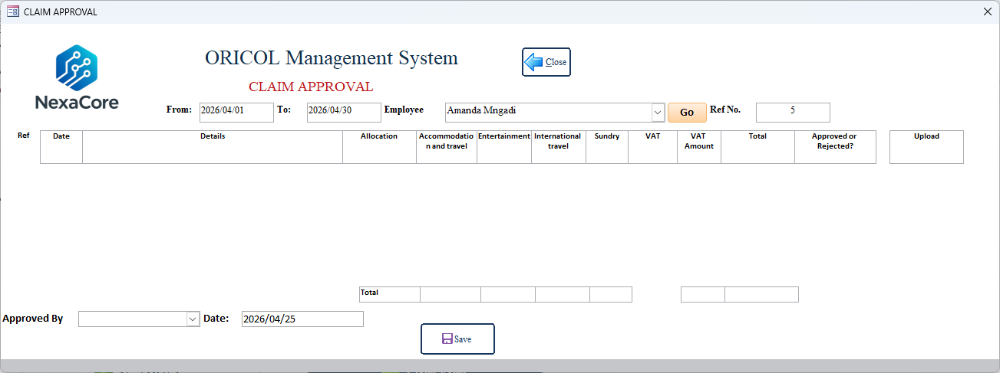 CLAIM APPROVAL
NexaCore
ORICOL Management System
CLAIM APPROVAL
Close
From: 2026/04/01 To: 2026/04/30 Employee Amanda Mngadi Go Ref No. 5
Ref Date Details Allocation Accommodatio Entertainment International Sundry VAT VAT Total Approved or Upload
n and travel travel Amount Rejected?
Total
Approved By Date: 2026/04/25
Save